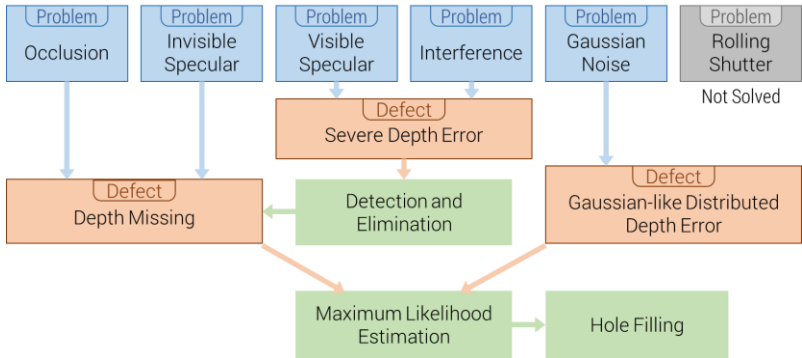 Problem
Occlusion
Problem
Invisible
Specular
Problem
Visible
Specular
Problem
Interference
Problem
Gaussian
Noise
Problem
Rolling
Shutter
Not Solved
Defect
Severe Depth Error
Defect
Depth Missing
Detection and
Elimination
Defect
Gaussian-like Distributed
Depth Error
Maximum Likelihood
Estimation
Hole Filling